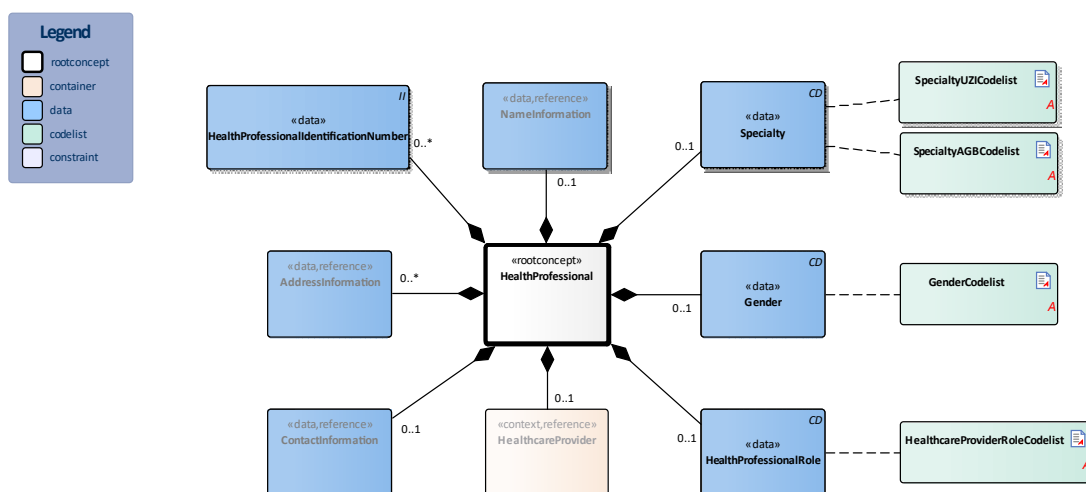 Legend
rootconcept
container
data
codelist
constraint
II
«data»
HealthProfessionalIdentificationNumber
0..*
«data,reference»
NameInformation
0..1
CD
«data»
Specialty
0..1
SpecialtyUZICodelist
A
SpecialtyAGBCodelist
A
«data,reference»
AddressInformation
0..*
«rootconcept»
HealthProfessional
CD
«data»
Gender
0..1
GenderCodelist
A
«data,reference»
ContactInformation
0..1
«context,reference»
HealthcareProvider
0..1
CD
«data»
HealthProfessionalRole
0..1
HealthcareProviderRoleCodelist
A